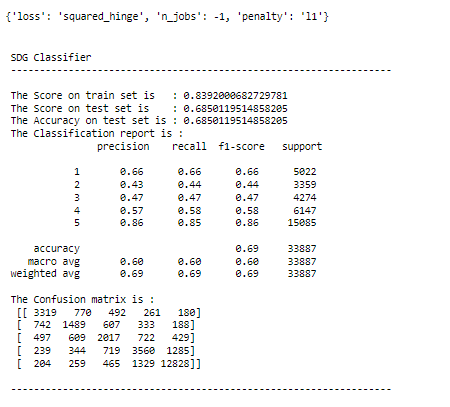 {'loss': 'squared_hinge', 'n_jobs': -1, 'penalty': 'l1'}
SDG Classifier
----------------------------------------------------------------
The Score on train set is   : 0.8392000682729781
The Score on test set is    : 0.6850119514858205
The Accuracy on test set is : 0.6850119514858205
The Classification report is :
              precision    recall  f1-score   support
           1       0.66      0.66      0.66      5022
           2       0.43      0.44      0.44      3359
           3       0.47      0.47      0.47      4274
           4       0.57      0.58      0.58      6147
           5       0.86      0.85      0.86     15085
    accuracy                           0.69     33887
   macro avg       0.60      0.60      0.60     33887
weighted avg       0.69      0.69      0.69     33887
The Confusion matrix is :
 [[ 3319   770   492   261   180]
 [  742  1489   607   333   188]
 [  497   609  2017   722   429]
 [  239   344   719  3560  1285]
 [  204   259   465  1329 12828]]
----------------------------------------------------------------